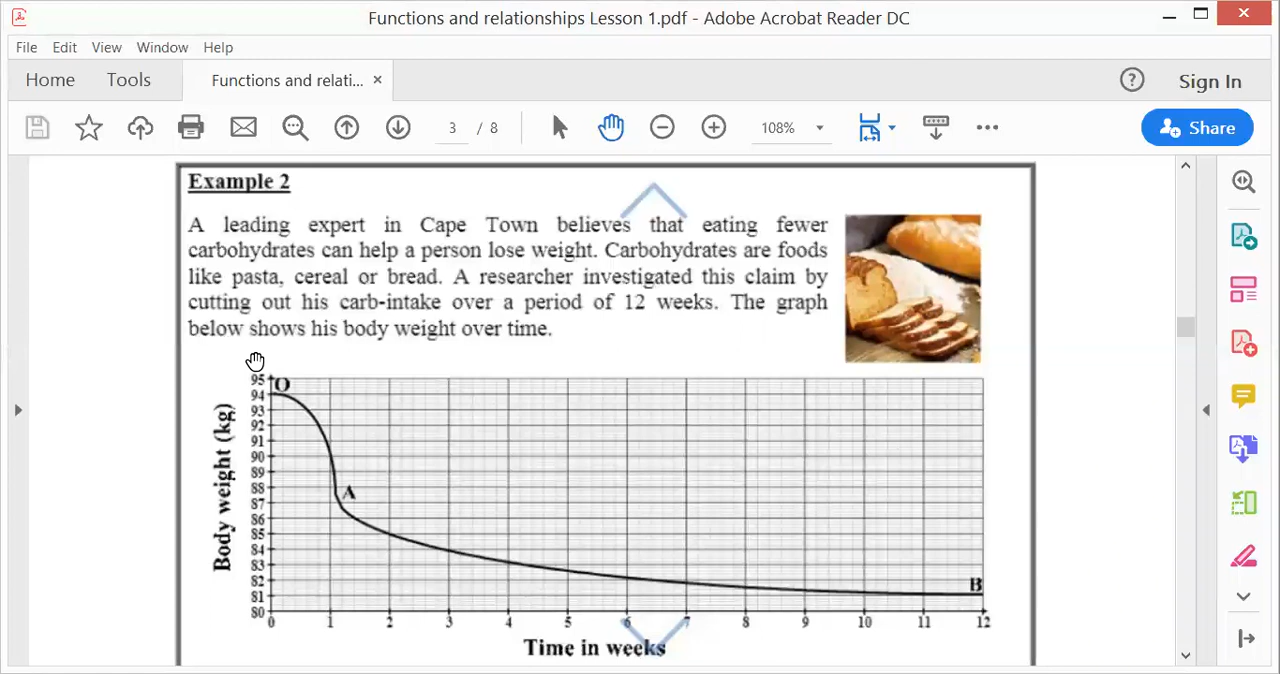 Functions and relationships Lesson 1.pdf - Adobe Acrobat Reader DC
File Edit View Window Help
Home Tools Functions and relati... × ? Sign In
3 / 8 108% Share
Example 2
A leading expert in Cape Town believes that eating fewer
carbohydrates can help a person lose weight. Carbohydrates are foods
like pasta, cereal or bread. A researcher investigated this claim by
cutting out his carb-intake over a period of 12 weeks. The graph
below shows his body weight over time.
Body weight (kg)
95
O
94
93
92
91
90
89
88
A
87
86
85
84
83
82
B
81
80
0 1 2 3 4 5 6 7 8 9 10 11 12
Time in weeks